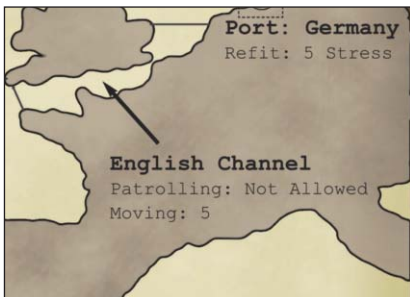 Port: Germany
Refit: 5 Stress
English Channel
Patrolling: Not Allowed
Moving: 5